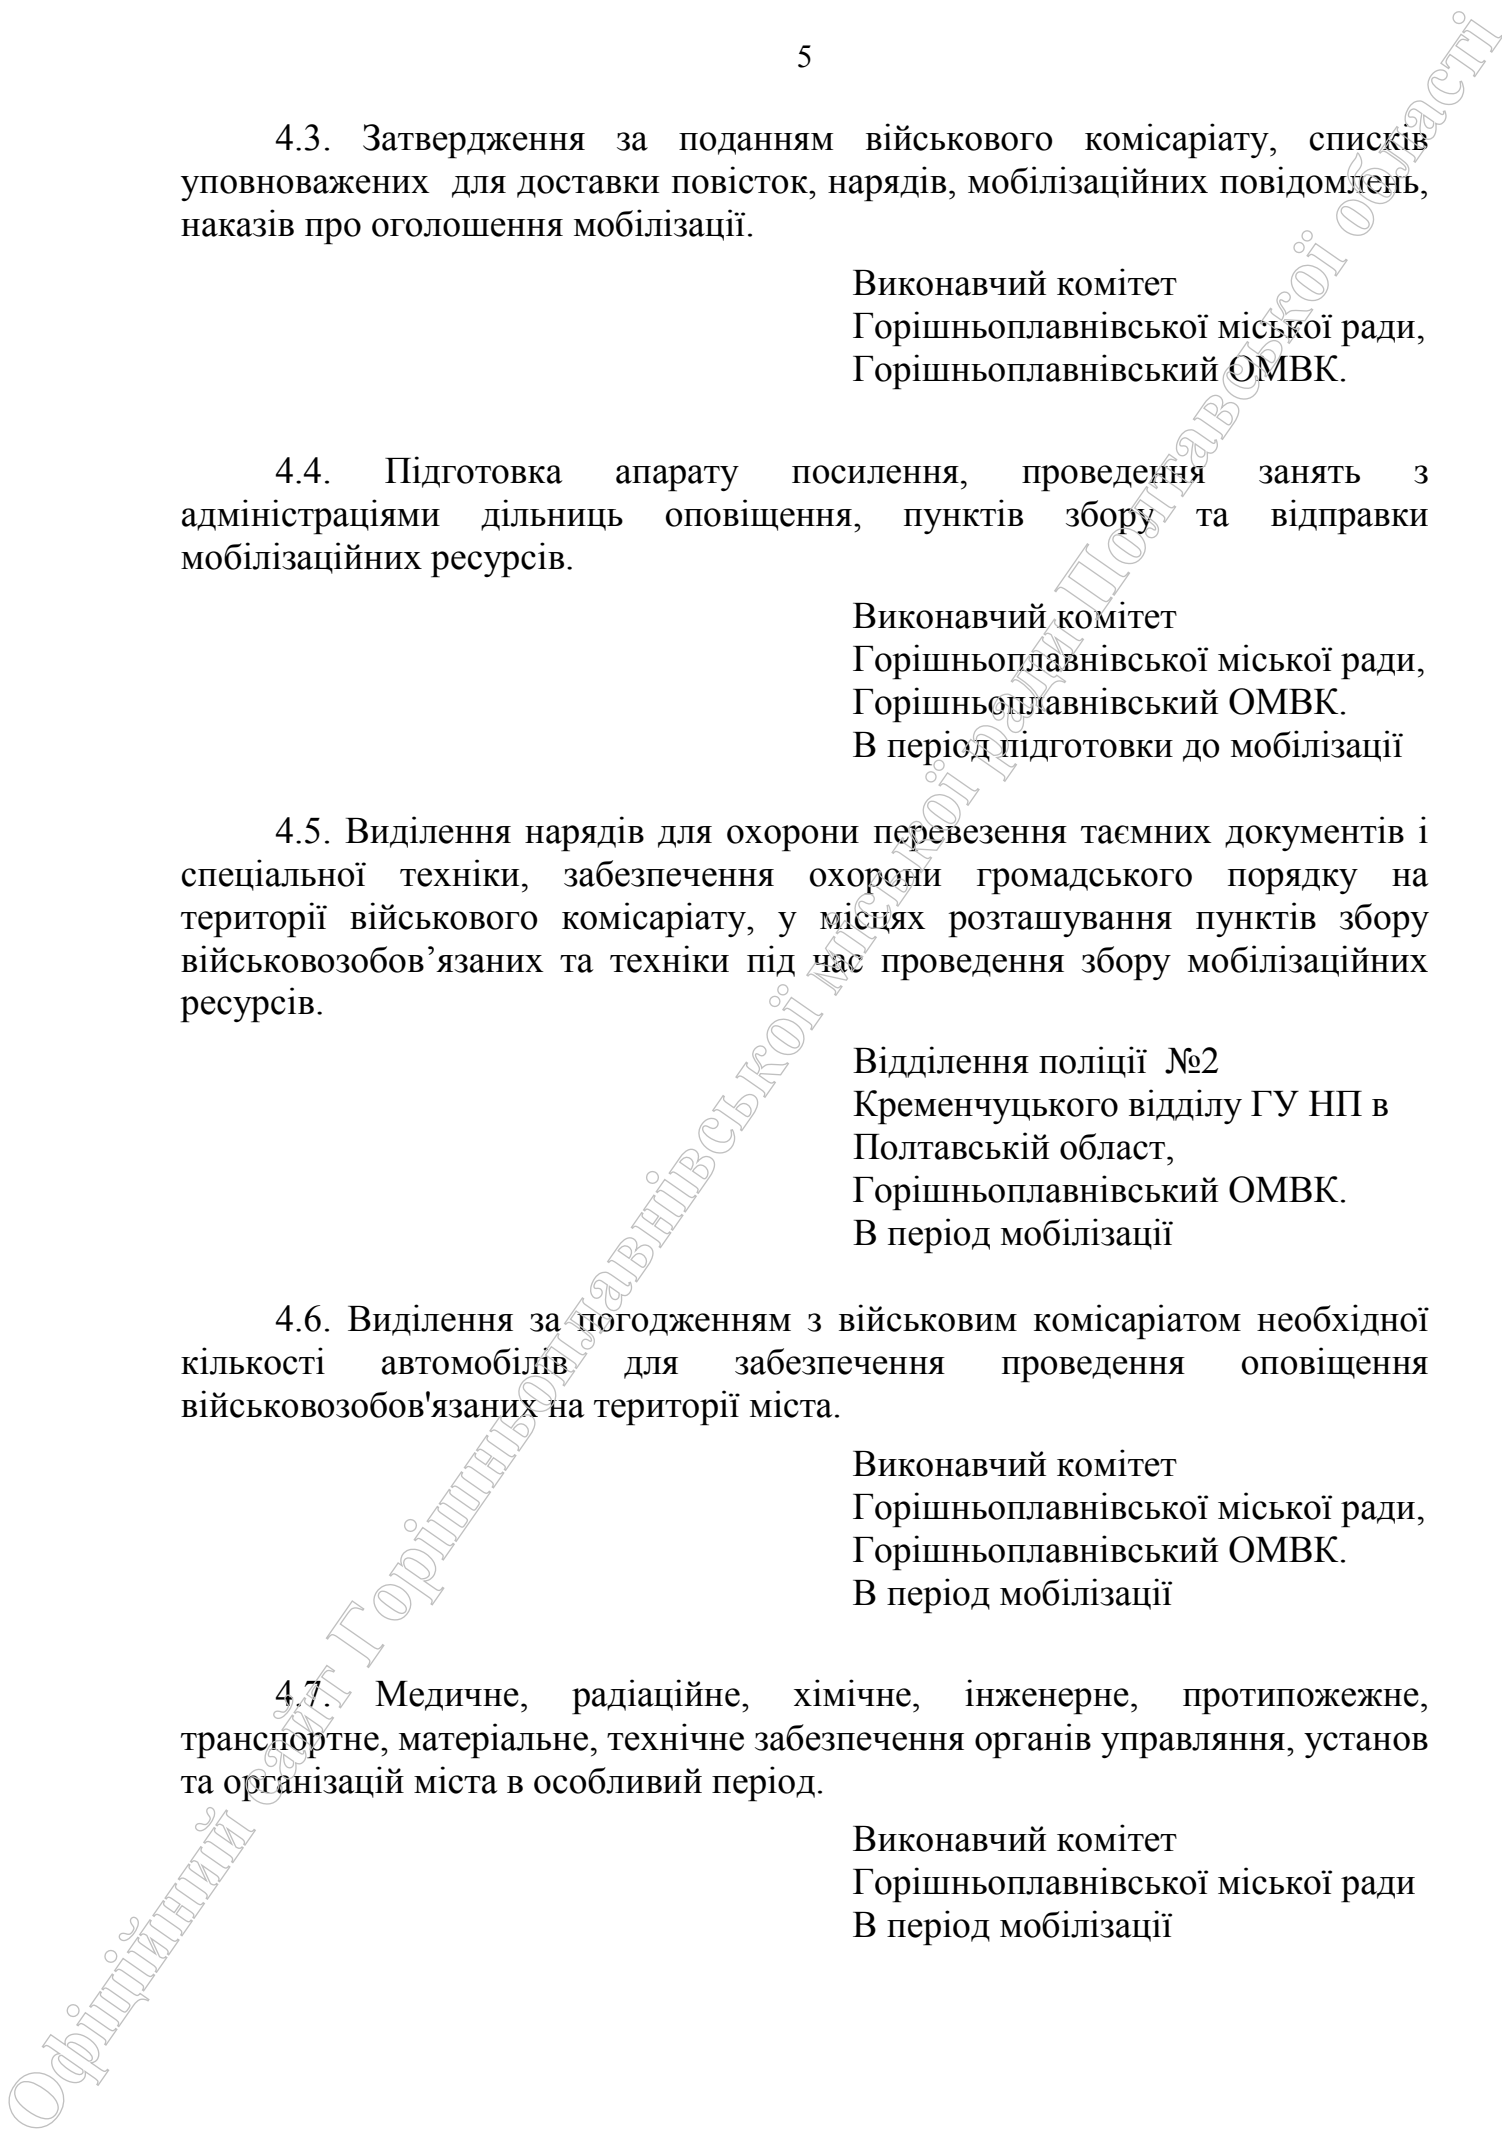 5
4.3. Затвердження за поданням військового комісаріату, списків
уповноважених для доставки повісток, нарядів, мобілізаційних повідомлень,
наказів про оголошення мобілізації.
Виконавчий комітет
Горішньоплавнівської міської ради,
Горішньоплавнівський ОМВК.
4.4. Підготовка апарату посилення, проведення занять з
адміністраціями дільниць оповіщення, пунктів збору та відправки
мобілізаційних ресурсів.
Виконавчий комітет
Горішньоплавнівської міської ради,
Горішньоплавнівський ОМВК.
В період підготовки до мобілізації
4.5. Виділення нарядів для охорони перевезення таємних документів і
спеціальної техніки, забезпечення охорони громадського порядку на
території військового комісаріату, у місцях розташування пунктів збору
військовозобов’язаних та техніки під час проведення збору мобілізаційних
ресурсів.
Відділення поліції №2
Кременчуцького відділу ГУ НП в
Полтавській област,
Горішньоплавнівський ОМВК.
В період мобілізації
4.6. Виділення за погодженням з військовим комісаріатом необхідної
кількості автомобілів для забезпечення проведення оповіщення
військовозобов'язаних на території міста.
Виконавчий комітет
Горішньоплавнівської міської ради,
Горішньоплавнівський ОМВК.
В період мобілізації
4.7. Медичне, радіаційне, хімічне, інженерне, протипожежне,
транспортне, матеріальне, технічне забезпечення органів управління, установ
та організацій міста в особливий період.
Виконавчий комітет
Горішньоплавнівської міської ради
В період мобілізації
Офіційний сайт Горішньоплавнівської міської ради Полтавської області